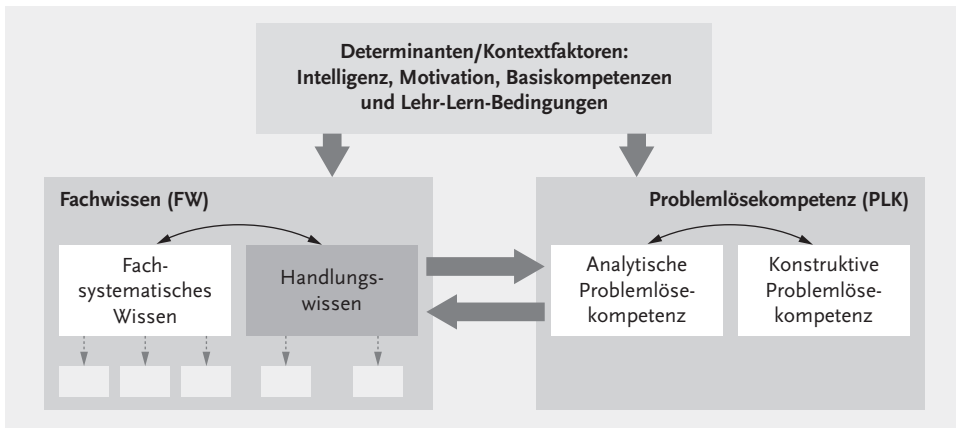 Determinanten/Kontextfaktoren:
Intelligenz, Motivation, Basiskompetenzen
und Lehr-Lern-Bedingungen
Fachwissen (FW)
Fach-
systematisches
Wissen
Handlungs-
wissen
Problemlösekompetenz (PLK)
Analytische
Problemlöse-
kompetenz
Konstruktive
Problemlöse-
kompetenz